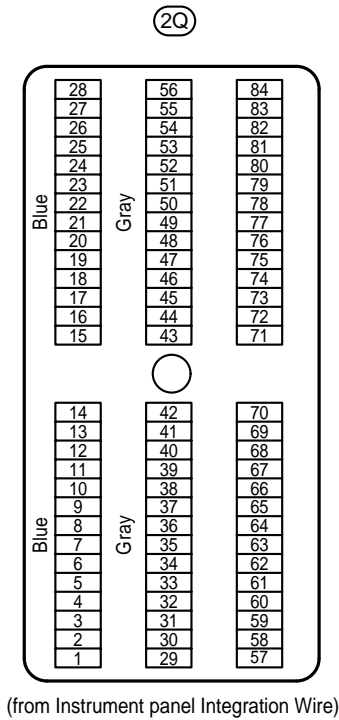 2Q
28 56 84
27 55 83
26 54 82
25 53 81
24 52 80
23 51 79
22 50 78
21 49 77
20 48 76
19 47 75
18 46 74
17 45 73
16 44 72
15 43 71
Blue Gray
14 42 70
13 41 69
12 40 68
11 39 67
10 38 66
9 37 65
8 36 64
7 35 63
6 34 62
5 33 61
4 32 60
3 31 59
2 30 58
1 29 57
Blue Gray
(from Instrument panel Integration Wire)